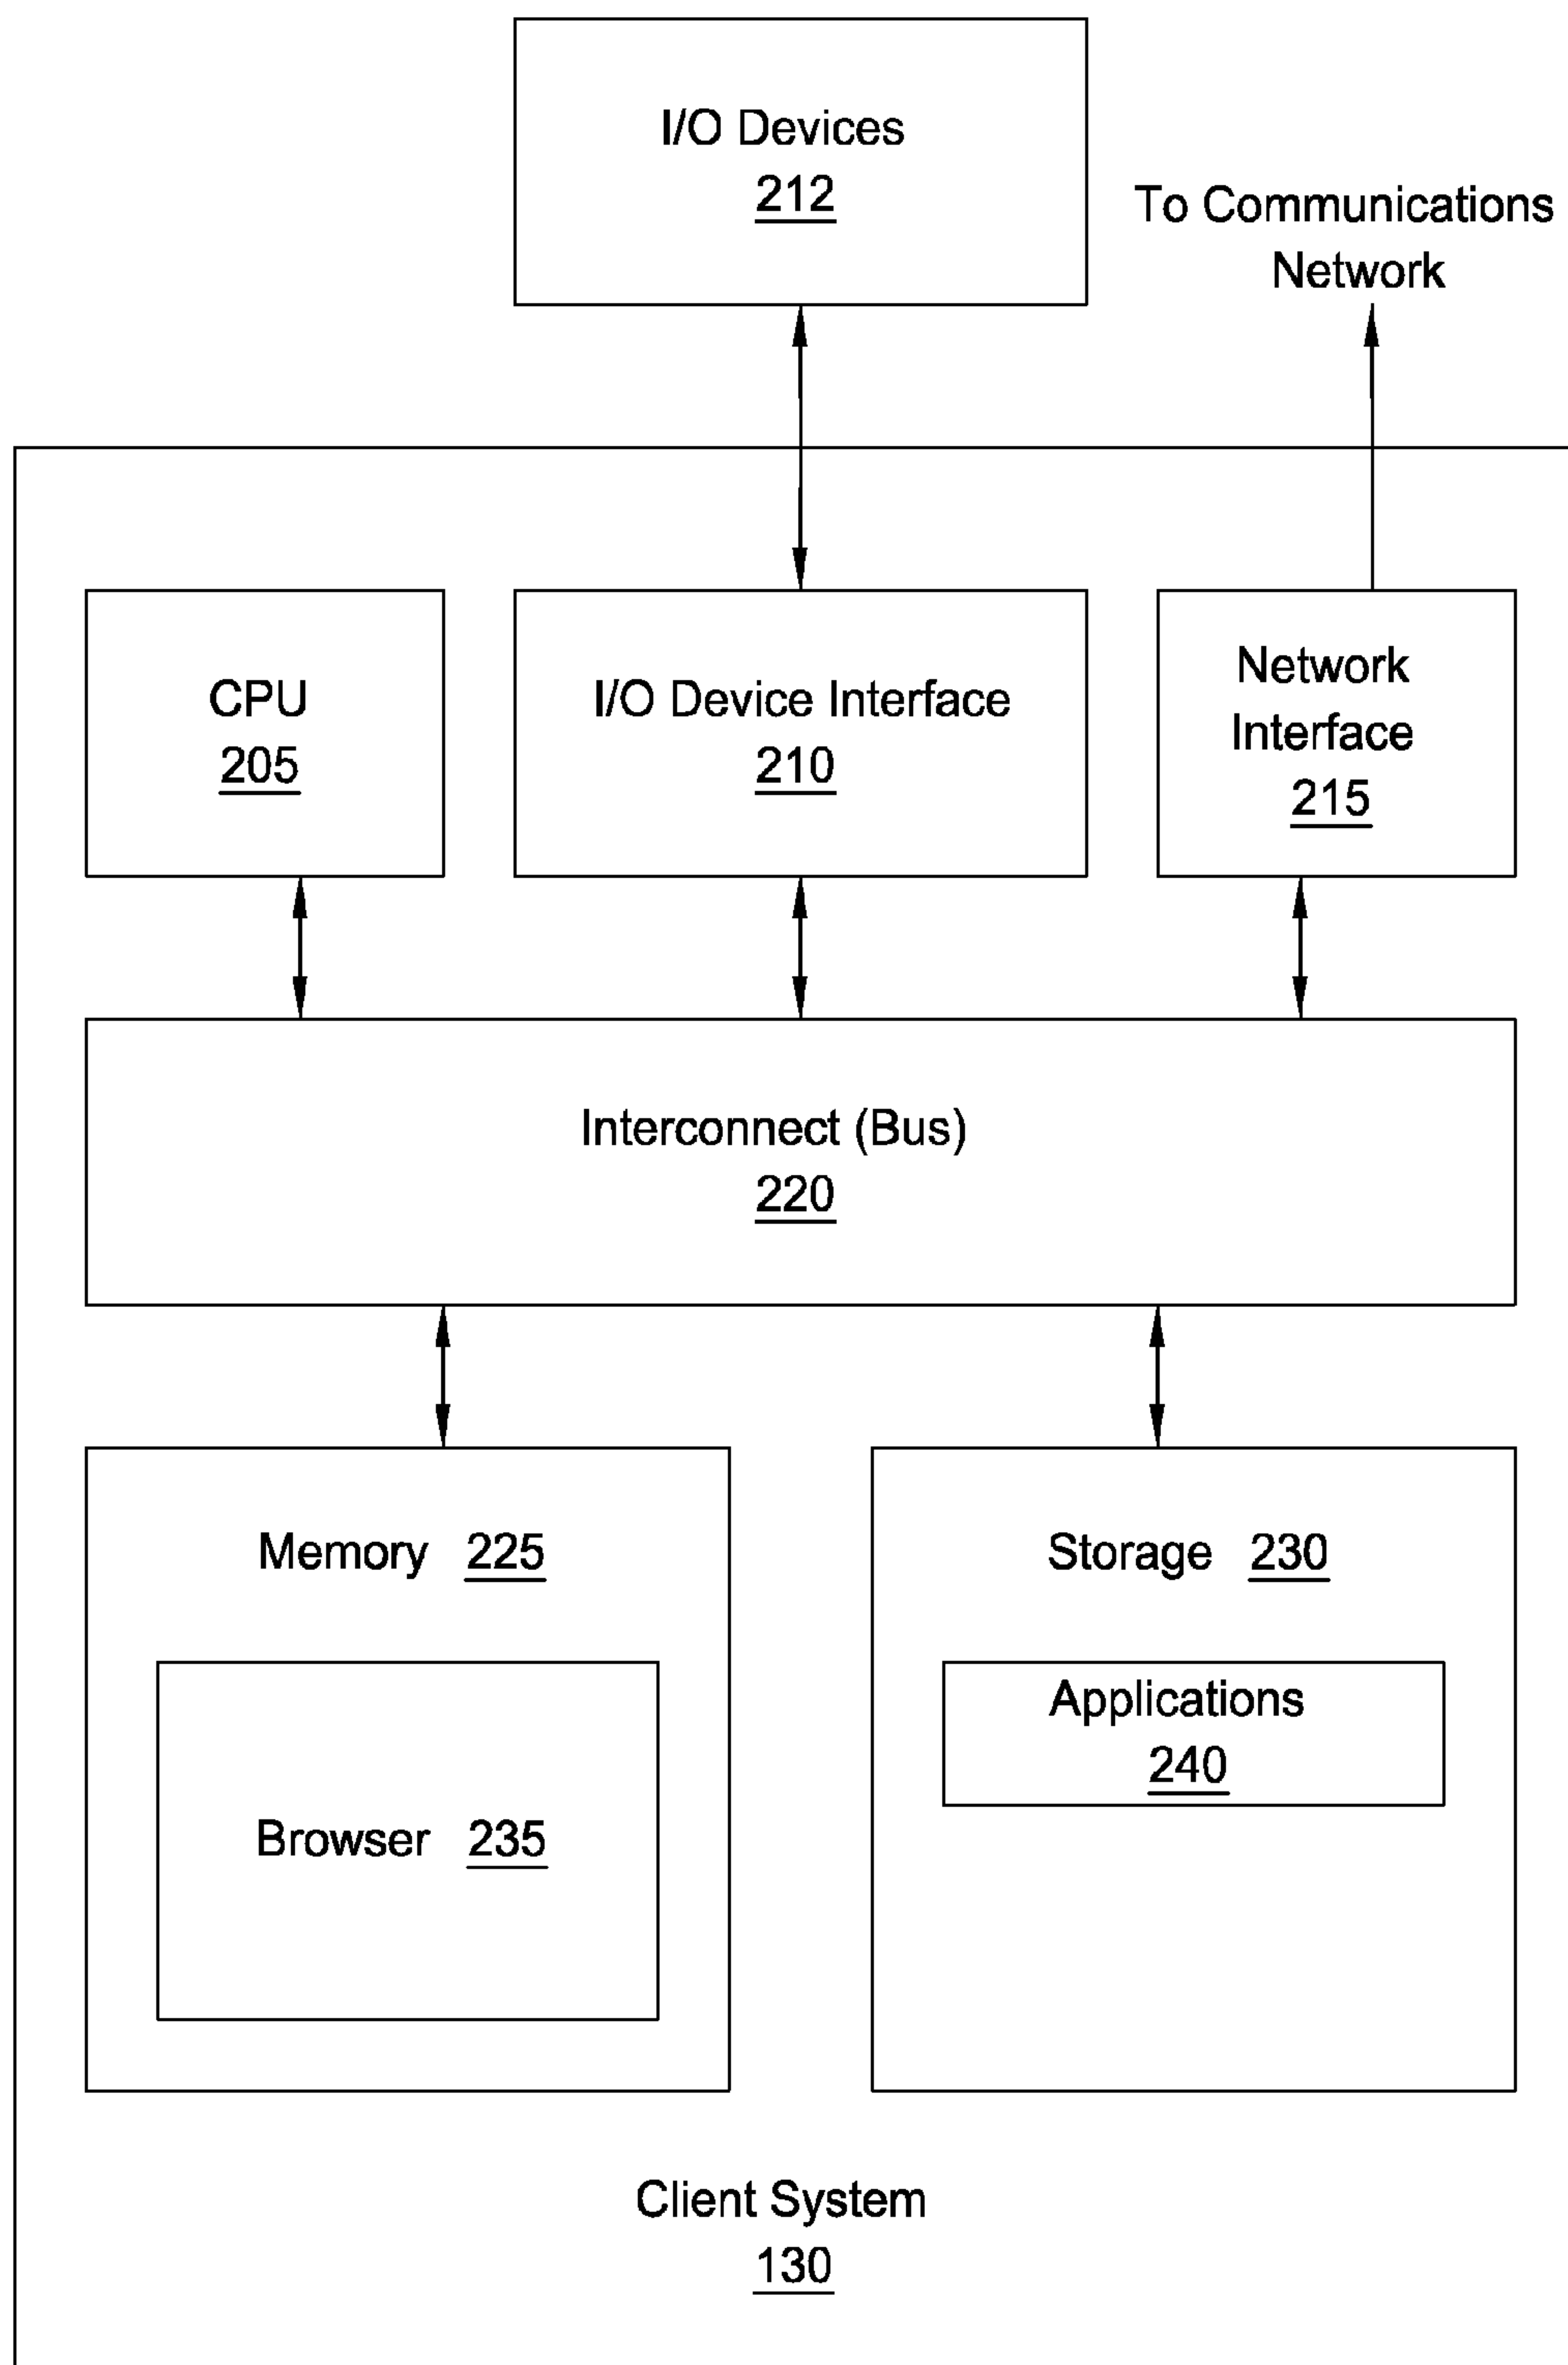 I/O Devices
212
To Communications
Network
CPU
205
I/O Device Interface
210
Network
Interface
215
Interconnect (Bus)
220
Memory 225
Storage 230
Applications
240
Browser 235
Client System
130